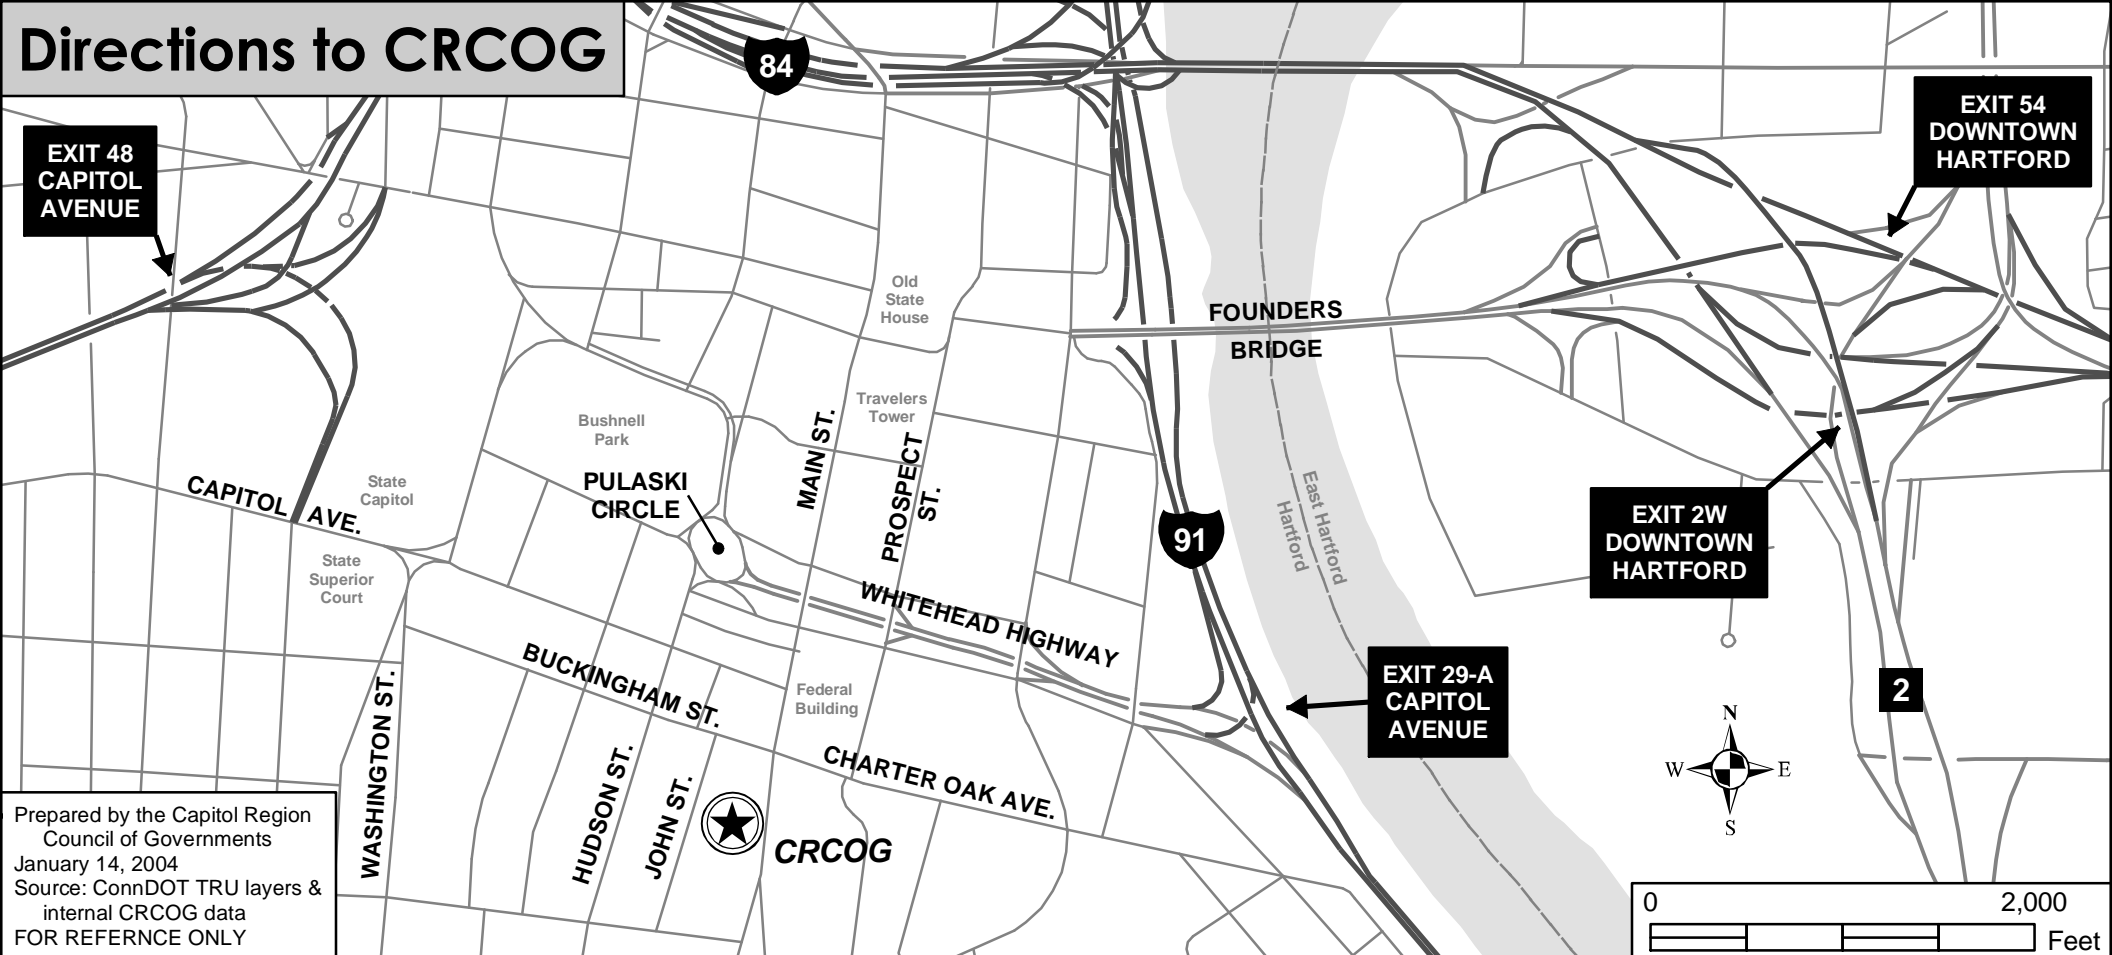 Directions to CRCOG
84
EXIT 54
DOWNTOWN
HARTFORD
EXIT 48
CAPITOL
AVENUE
Old
State
House
FOUNDERS
BRIDGE
Travelers
Tower
Bushnell
Park
MAIN ST.
PROSPECT
ST.
PULASKI
CIRCLE
State
Capitol
CAPITOL AVE.
91
East Hartford
Hartford
EXIT 2W
DOWNTOWN
HARTFORD
State
Superior
Court
WHITEHEAD HIGHWAY
BUCKINGHAM ST.
Federal
Building
EXIT 29-A
CAPITOL
AVENUE
2
N
W E
S
WASHINGTON ST.
HUDSON ST.
JOHN ST.
CHARTER OAK AVE.
CRCOG
Prepared by the Capitol Region
Council of Governments
January 14, 2004
Source: ConnDOT TRU layers &
internal CRCOG data
FOR REFERNCE ONLY
0 2,000
Feet